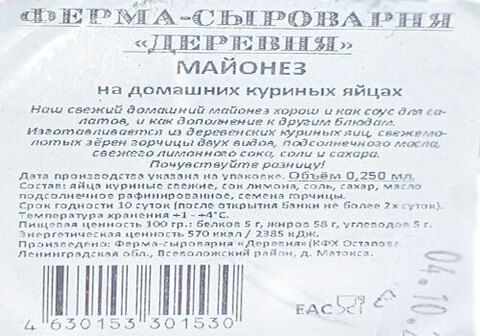 ФЕРМА-СЫРОВАРНЯ
«ДЕРЕВНЯ»
МАЙОНЕЗ
на домашних куриных яйцах
Наш свежий домашний майонез хорош и как соус для са-
латов, и как дополнение к другим блюдам.
Изготавливается из деревенских куриных яиц, свежемо-
лотых зёрен горчицы двух видов, подсолнечного масла,
свежего лимонного сока, соли и сахара.
Почувствуйте разницу!
Дата производства указана на упаковке. Объём 0,250 мл.
Состав: яйца куриные свежие, сок лимона, соль, сахар, масло
подсолнечное рафинированное, семена горчицы.
Срок годности 10 суток (после открытия банки не более 2х суток).
Температура хранения +1 - +4°С.
Пищевая ценность 100 гр.: белков 5 г, жиров 58 г, углеводов 5 г.
Энергетическая ценность 570 ккал / 2385 кДж.
Произведено: Ферма-сыроварня «Деревня» (КФХ Остапов
Ленинградская обл., Всеволожский район, д. Матокса.
04.10.
EAC
4 630153 301530